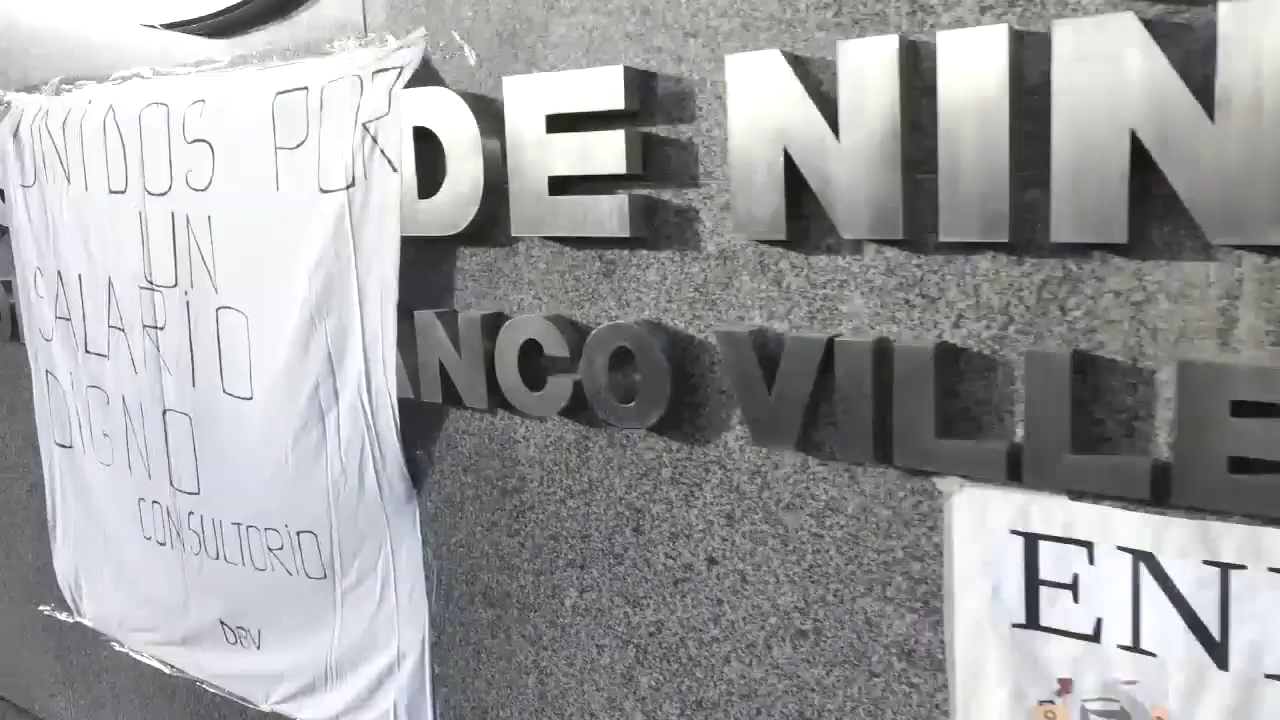 UNIDOS POR
UN
SALARIO
DIGNO
CONSULTORIO
DE NIN
ANCO VILLE
EN